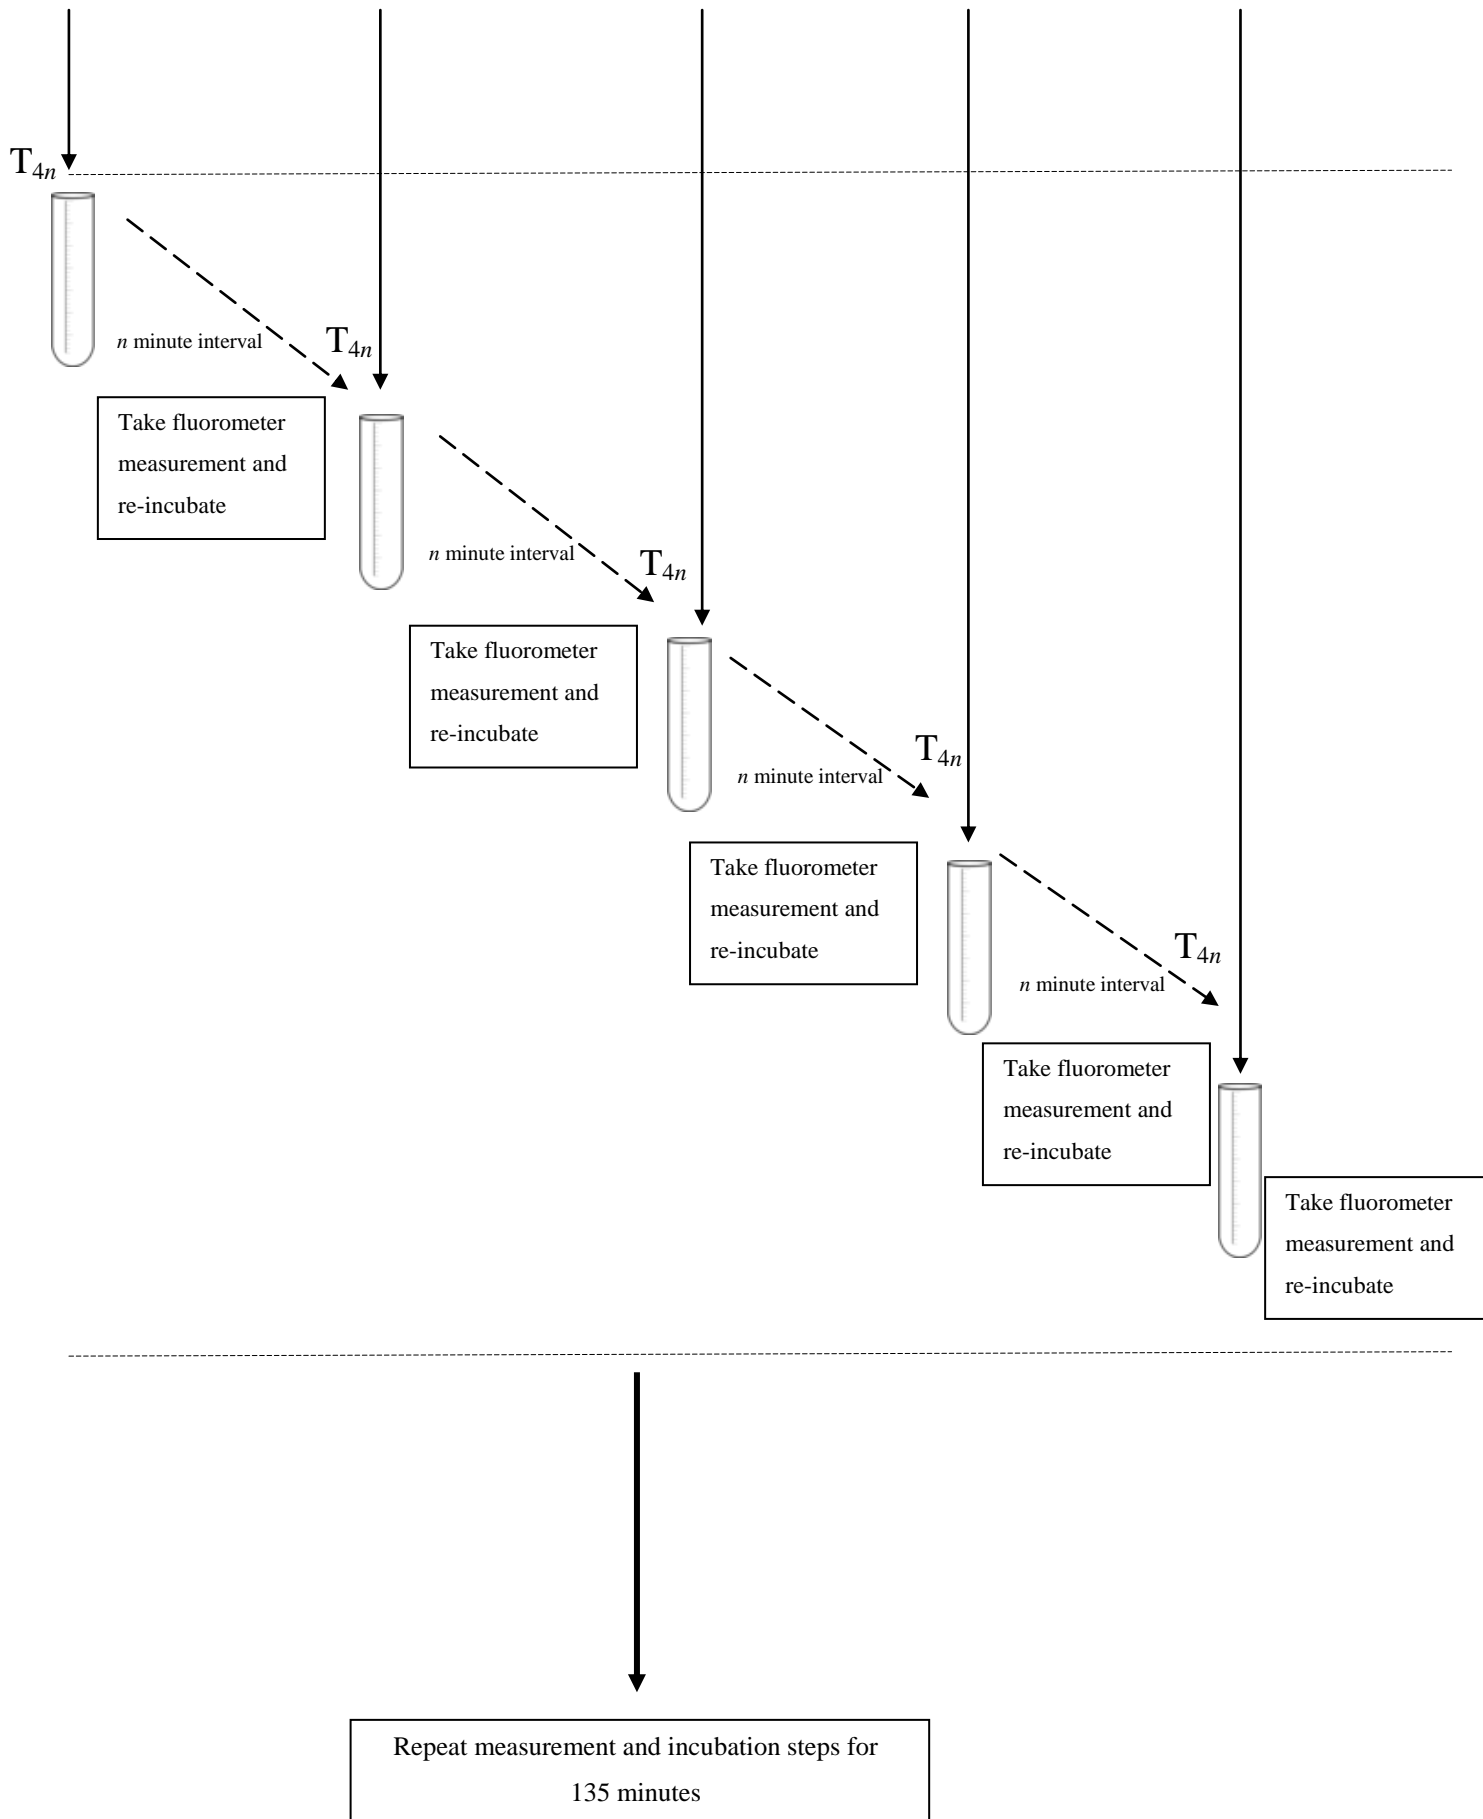 T4n
n minute interval
T4n
Take fluorometer
measurement and
re-incubate
n minute interval
T4n
Take fluorometer
measurement and
re-incubate
n minute interval
T4n
Take fluorometer
measurement and
re-incubate
n minute interval
T4n
Take fluorometer
measurement and
re-incubate
Take fluorometer
measurement and
re-incubate
Repeat measurement and incubation steps for
135 minutes